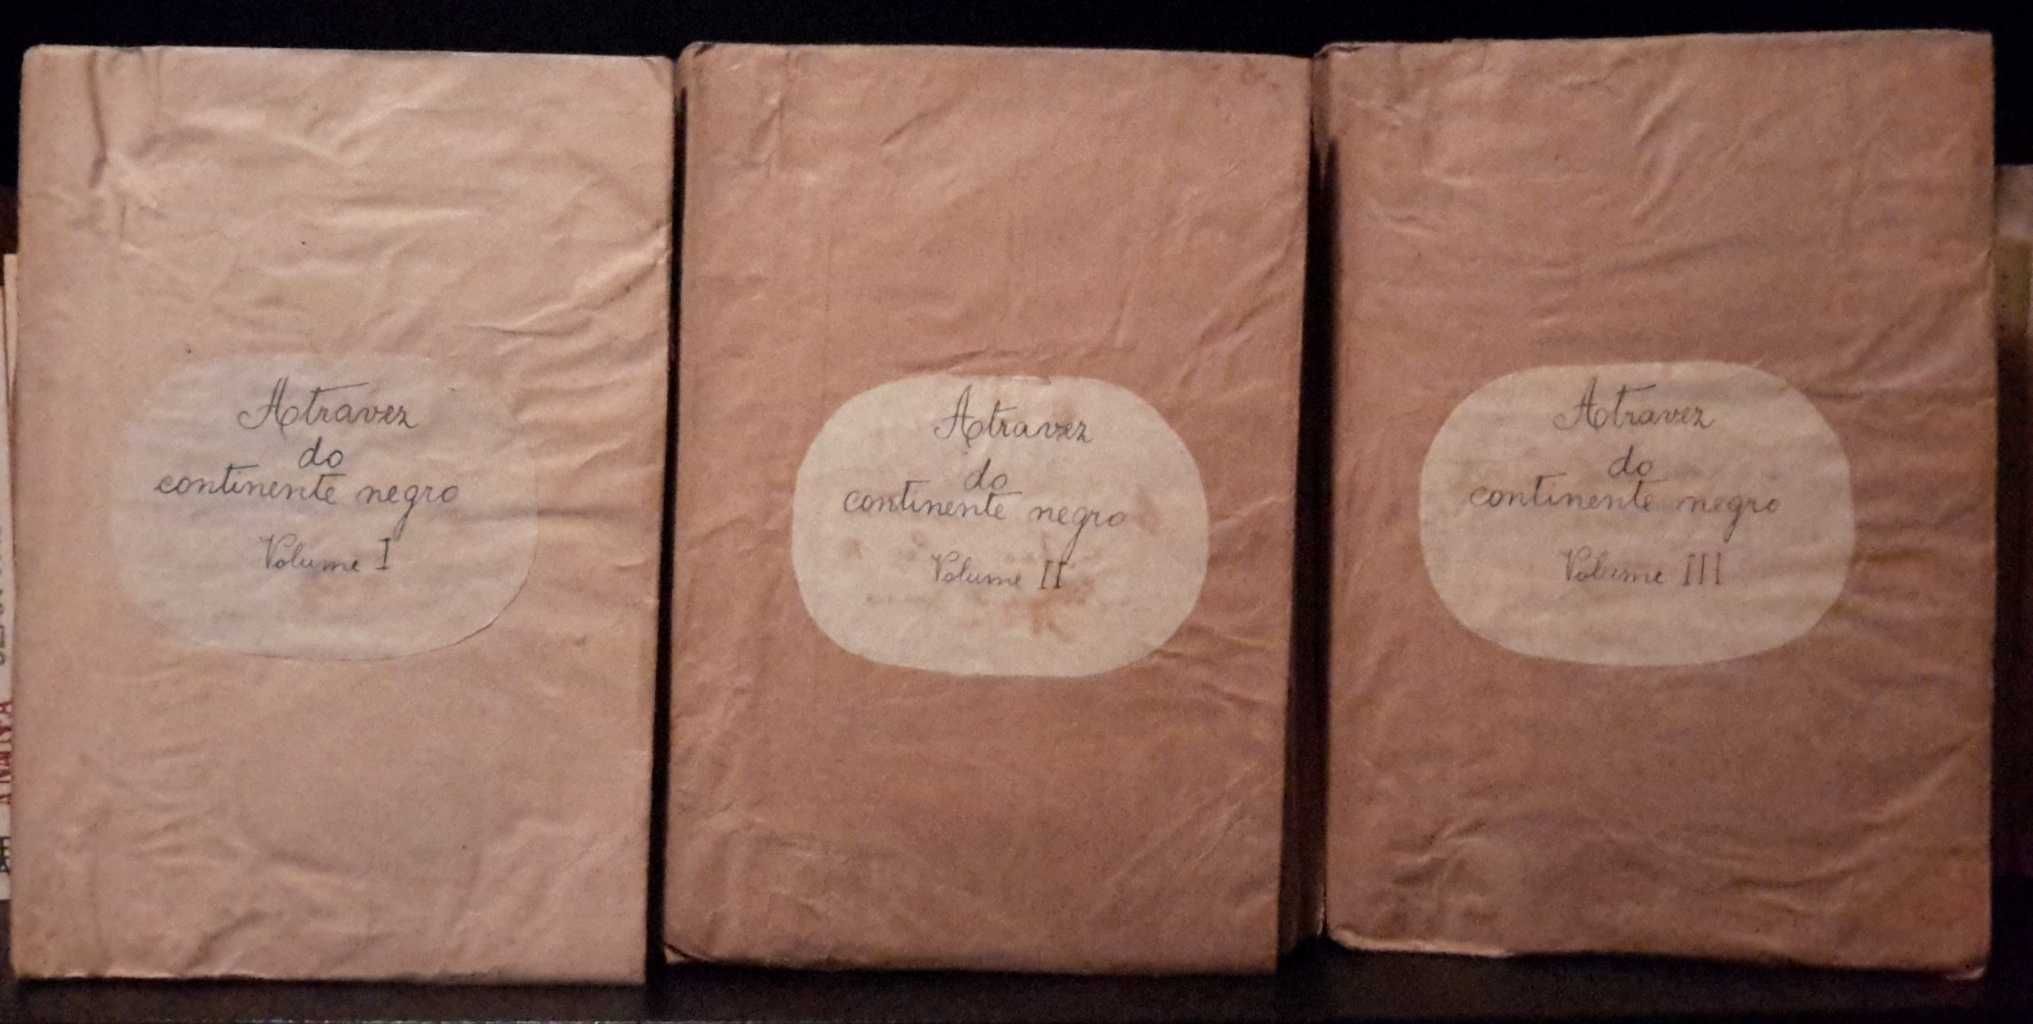 Atravez
do
continente negro
Volume I
Atravez
do
continente negro
Volume II
Atravez
do
continente negro
Volume III